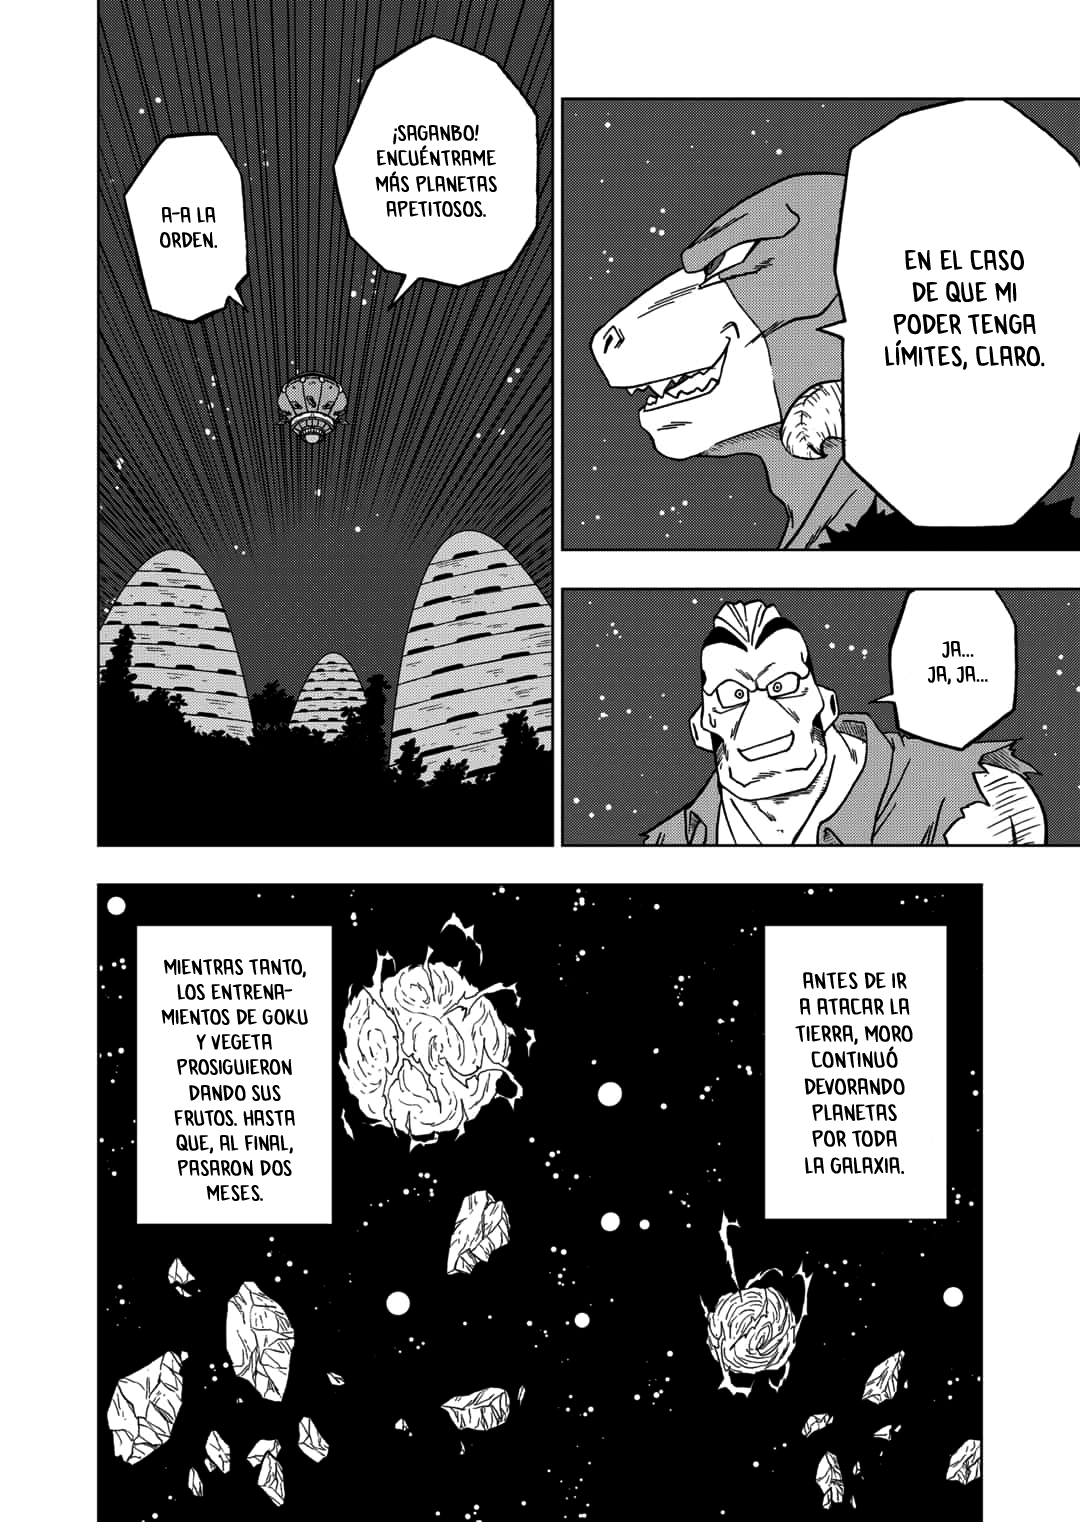 EN EL CASO
DE QUE MI
PODER TENGA
LÍMITES, CLARO.
JA...
JA, JA...
¡SAGANBO!
ENCUÉNTRAME
MÁS PLANETAS
APETITOSOS.
A-A LA
ORDEN.
ANTES DE IR
A ATACAR LA
TIERRA, MORO
CONTINUÓ
DEVORANDO
PLANETAS
POR TODA
LA GALAXIA.
MIENTRAS TANTO,
LOS ENTRENA-
MIENTOS DE GOKU
Y VEGETA
PROSIGUIERON
DANDO SUS
FRUTOS. HASTA
QUE, AL FINAL,
PASARON DOS
MESES.